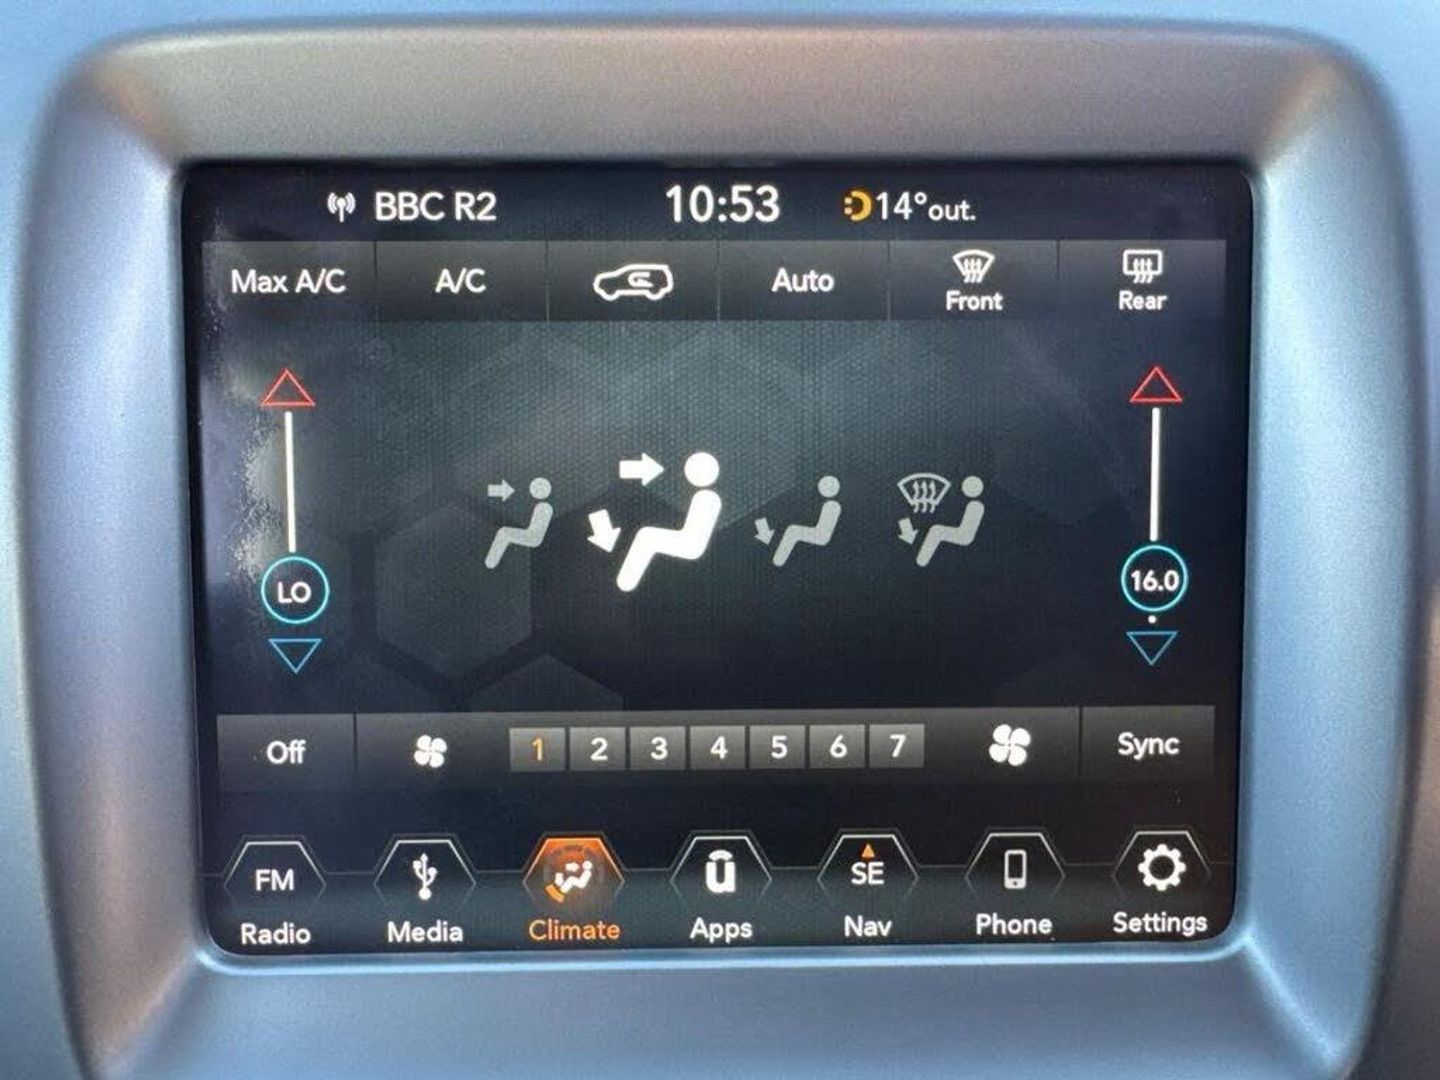 BBC R2 10:53 14°out.
Max A/C A/C Auto Front Rear
LO 16.0
Off 1 2 3 4 5 6 7 Sync
FM SE
Radio Media Climate Apps Nav Phone Settings